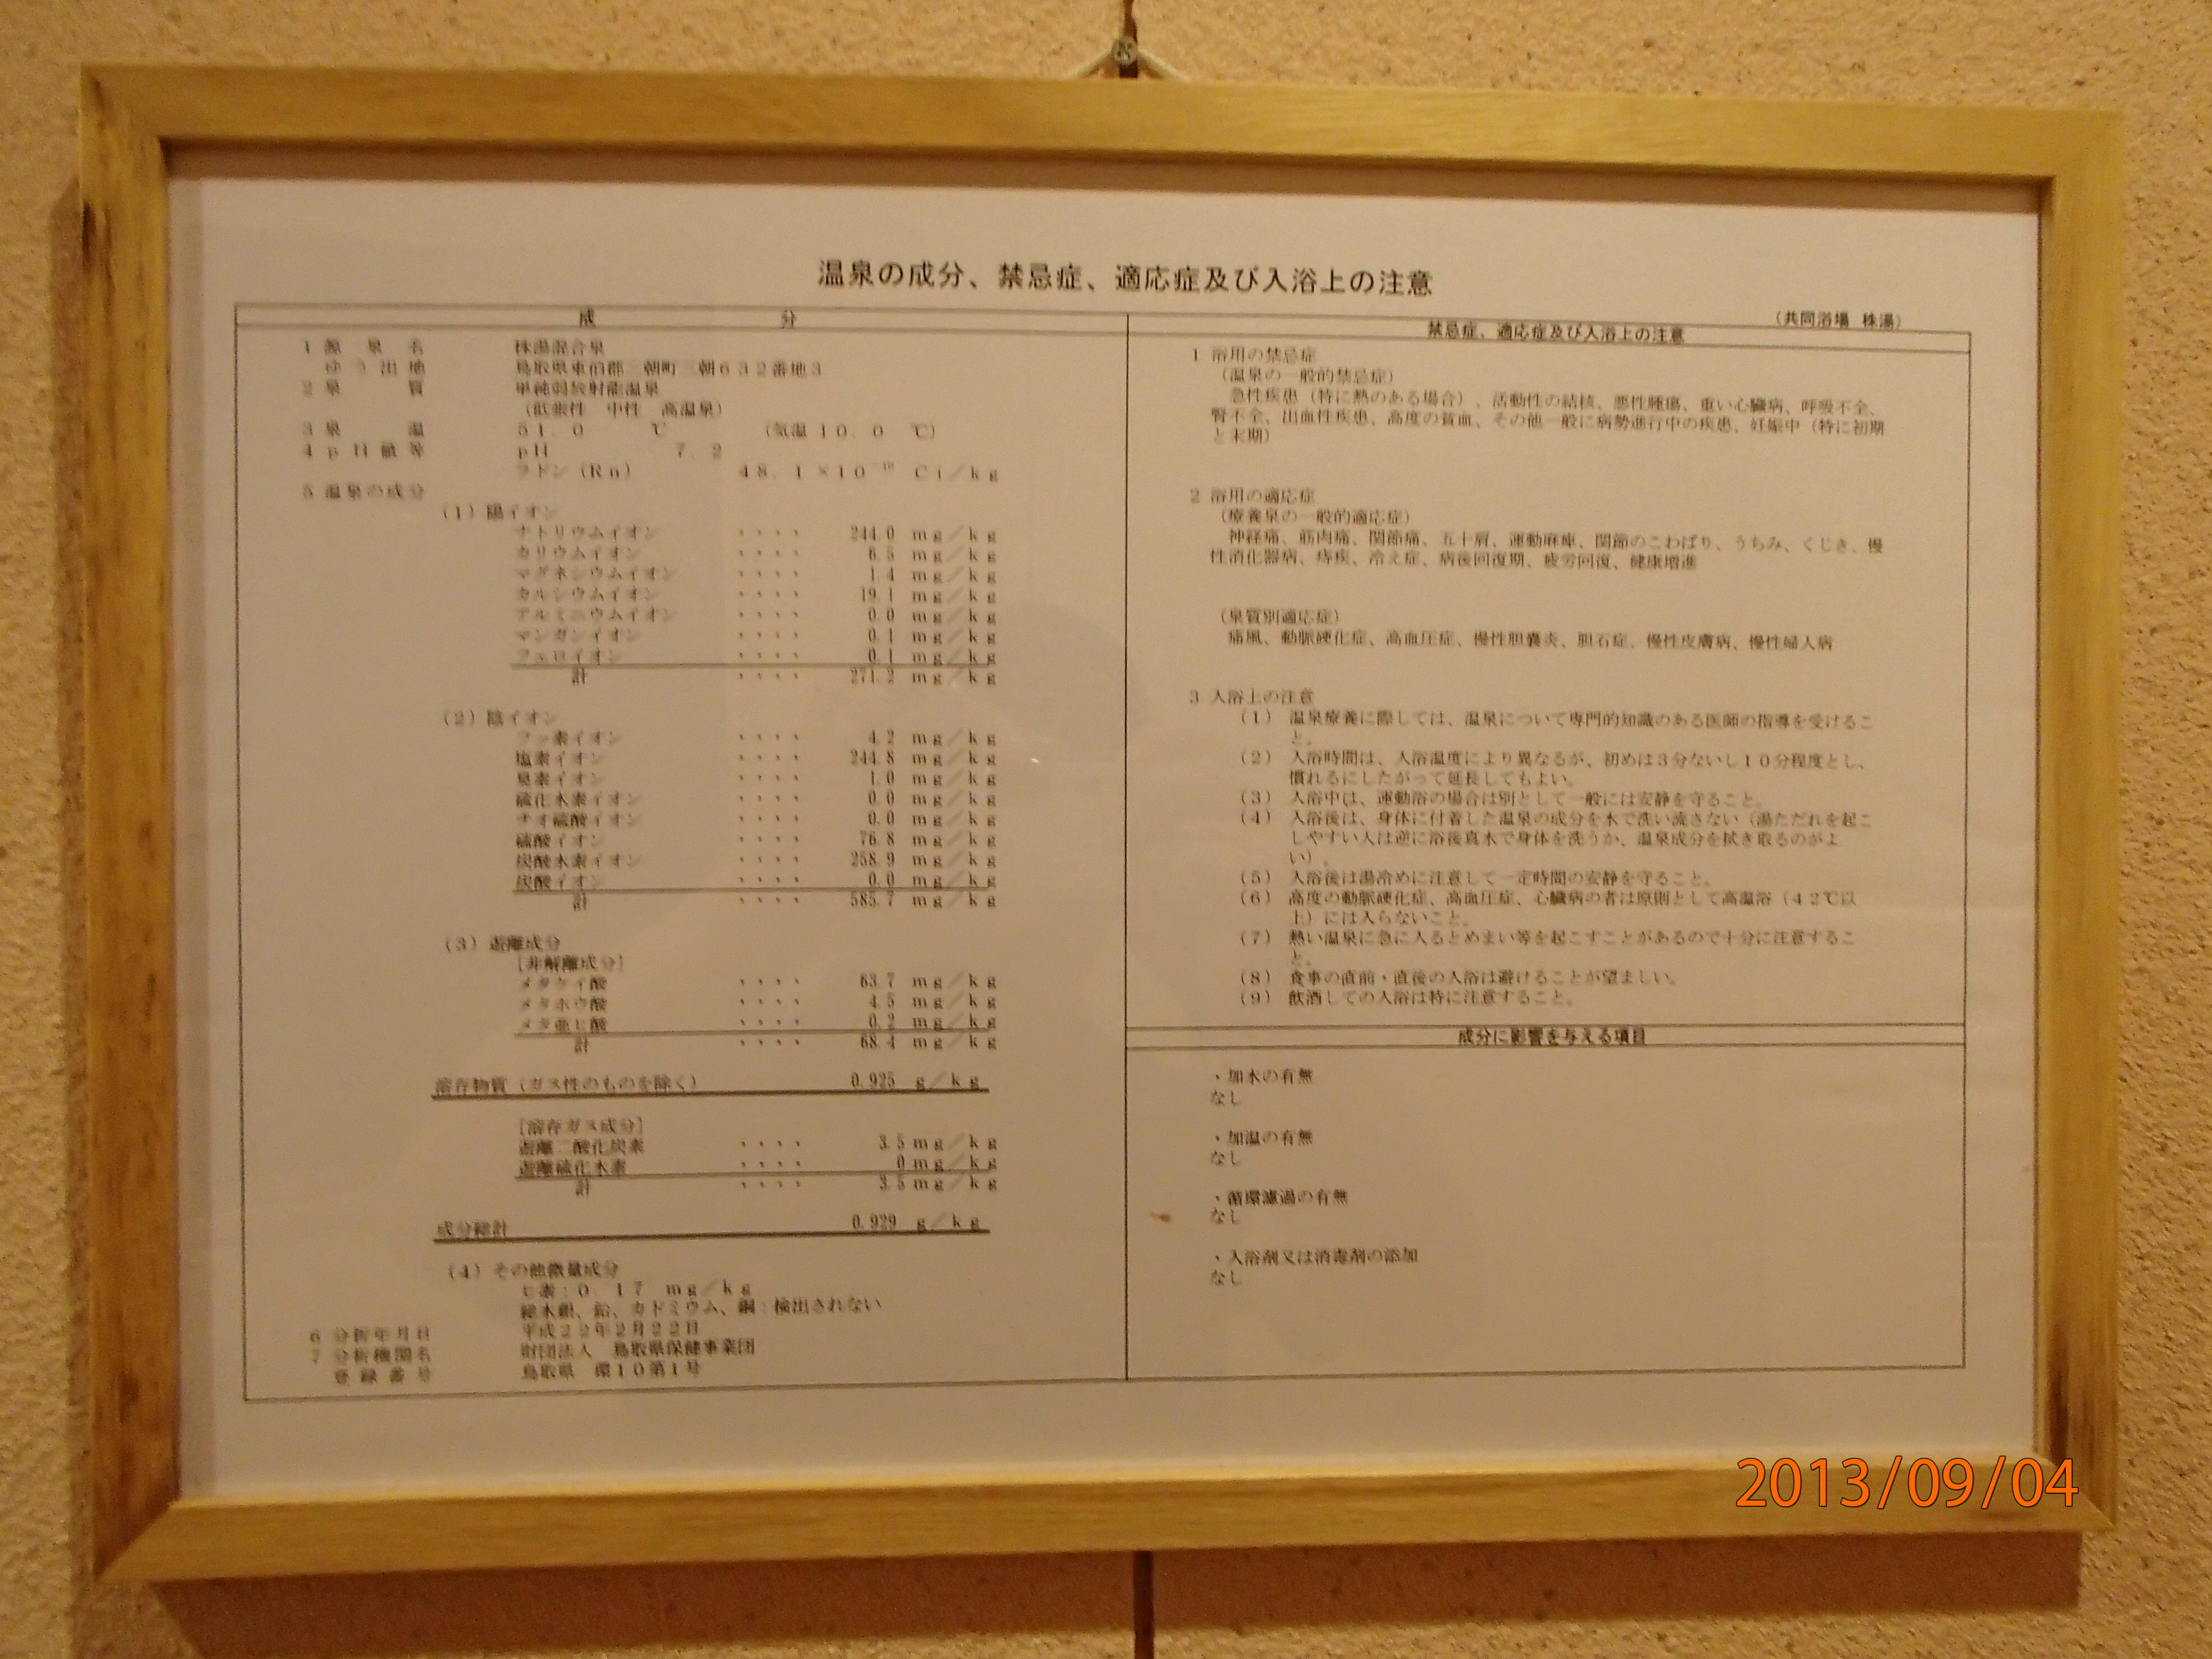 温泉の成分、禁忌症、適応症及び入浴上の注意
（共同浴場 株湯）
成 分
1 源泉名 株湯混合泉
ゆう出地 鳥取県東伯郡三朝町三朝６３２番地３
2 泉質 単純弱放射能温泉
（低張性 中性 高温泉）
3 泉温 ５１．０ ℃ （気温 １０．０ ℃）
4 ｐＨ値等 ｐＨ ７．２
ラドン（Ｒｎ） ４８．１×１０⁻¹⁰ Ｃｉ／ｋｇ
5 温泉の成分
（1）陽イオン
ナトリウムイオン ・・・・ 244.0 ｍｇ／ｋｇ
カリウムイオン ・・・・ 6.5 ｍｇ／ｋｇ
マグネシウムイオン ・・・・ 1.4 ｍｇ／ｋｇ
カルシウムイオン ・・・・ 19.1 ｍｇ／ｋｇ
アルミニウムイオン ・・・・ 0.0 ｍｇ／ｋｇ
マンガンイオン ・・・・ 0.1 ｍｇ／ｋｇ
フェロイオン ・・・・ 0.1 ｍｇ／ｋｇ
計 ・・・・ 271.2 ｍｇ／ｋｇ
（2）陰イオン
フッ素イオン ・・・・ 4.2 ｍｇ／ｋｇ
塩素イオン ・・・・ 244.8 ｍｇ／ｋｇ
臭素イオン ・・・・ 1.0 ｍｇ／ｋｇ
硫化水素イオン ・・・・ 0.0 ｍｇ／ｋｇ
チオ硫酸イオン ・・・・ 0.0 ｍｇ／ｋｇ
硫酸イオン ・・・・ 76.8 ｍｇ／ｋｇ
炭酸水素イオン ・・・・ 258.9 ｍｇ／ｋｇ
炭酸イオン ・・・・ 0.0 ｍｇ／ｋｇ
計 ・・・・ 585.7 ｍｇ／ｋｇ
（3）遊離成分
［非解離成分］
メタケイ酸 ・・・・ 63.7 ｍｇ／ｋｇ
メタホウ酸 ・・・・ 4.5 ｍｇ／ｋｇ
メタ亜ヒ酸 ・・・・ 0.2 ｍｇ／ｋｇ
計 ・・・・ 68.4 ｍｇ／ｋｇ
溶存物質（ガス性のものを除く） 0.925 ｇ／ｋｇ
［溶存ガス成分］
遊離二酸化炭素 ・・・・ 3.5ｍｇ／ｋｇ
遊離硫化水素 ・・・・ 0ｍｇ／ｋｇ
計 ・・・・ 3.5ｍｇ／ｋｇ
成分総計 0.929 ｇ／ｋｇ
（4）その他微量成分
ヒ素：０．１７ ｍｇ／ｋｇ
総水銀、鉛、カドミウム、銅：検出されない
6 分析年月日 平成２２年２月２２日
7 分析機関名 財団法人 鳥取県保健事業団
登録番号 鳥取県 環１０第１号
禁忌症、適応症及び入浴上の注意
1 浴用の禁忌症
（温泉の一般的禁忌症）
急性疾患（特に熱のある場合）、活動性の結核、悪性腫瘍、重い心臓病、呼吸不全、
腎不全、出血性疾患、高度の貧血、その他一般に病勢進行中の疾患、妊娠中（特に初期
と末期）
2 浴用の適応症
（療養泉の一般的適応症）
神経痛、筋肉痛、関節痛、五十肩、運動麻痺、関節のこわばり、うちみ、くじき、慢
性消化器病、痔疾、冷え症、病後回復期、疲労回復、健康増進
（泉質別適応症）
痛風、動脈硬化症、高血圧症、慢性胆嚢炎、胆石症、慢性皮膚病、慢性婦人病
3 入浴上の注意
（1） 温泉療養に際しては、温泉について専門的知識のある医師の指導を受けるこ
と。
（2） 入浴時間は、入浴温度により異なるが、初めは３分ないし１０分程度とし、
慣れるにしたがって延長してもよい。
（3） 入浴中は、運動浴の場合は別として一般には安静を守ること。
（4） 入浴後は、身体に付着した温泉の成分を水で洗い流さない（湯ただれを起こ
しやすい人は逆に浴後真水で身体を洗うか、温泉成分を拭き取るのがよ
い）。
（5） 入浴後は湯冷めに注意して一定時間の安静を守ること。
（6） 高度の動脈硬化症、高血圧症、心臓病の者は原則として高温浴（４２℃以
上）には入らないこと。
（7） 熱い温泉に急に入るとめまい等を起こすことがあるので十分に注意するこ
と。
（8） 食事の直前・直後の入浴は避けることが望ましい。
（9） 飲酒しての入浴は特に注意すること。
成分に影響を与える項目
・加水の有無
なし
・加温の有無
なし
・循環濾過の有無
なし
・入浴剤又は消毒剤の添加
なし
2013/09/04